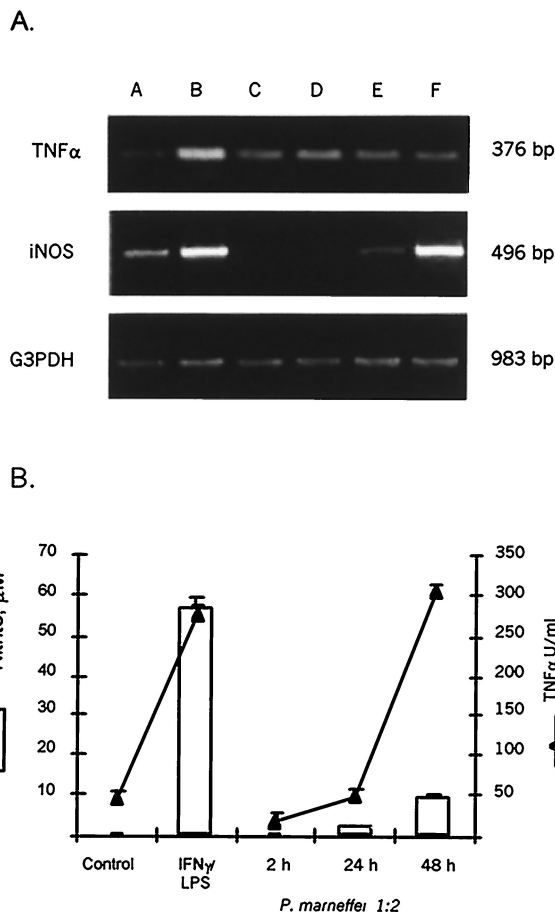 A.
A B C D E F
TNFα 376 bp
iNOS 496 bp
G3PDH 983 bp
B.
70 350
60 300
50 250
40 200
30 150
20 100
10 50
TNFα U/ml
Control IFNγ/ 2 h 24 h 48 h
LPS
P. marneffei 1:2